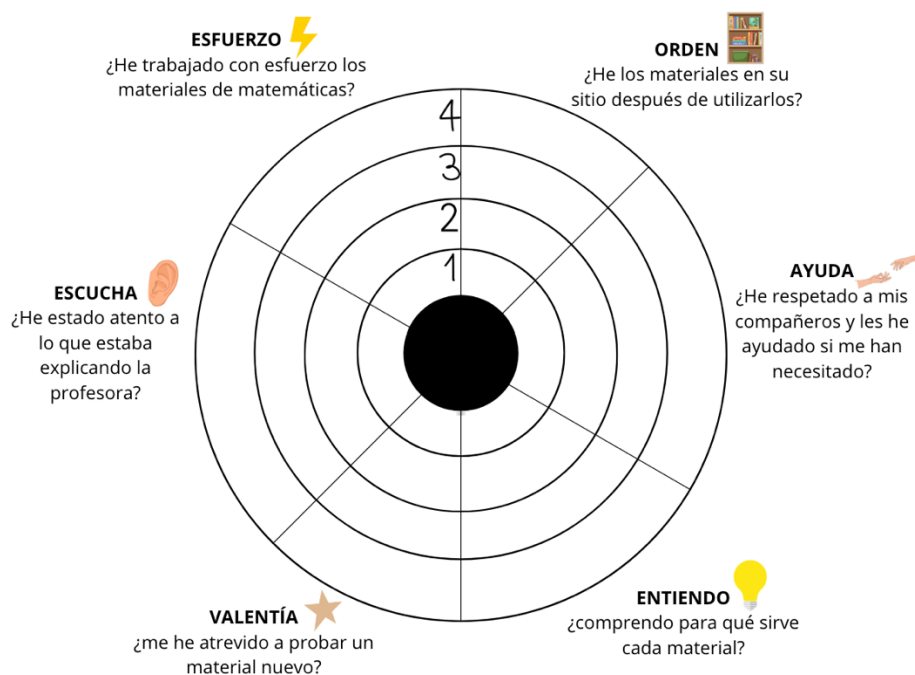 ESFUERZO
¿He trabajado con esfuerzo los
materiales de matemáticas?
ORDEN
¿He los materiales en su
sitio después de utilizarlos?
4
3
2
1
ESCUCHA
¿He estado atento a
lo que estaba
explicando la
profesora?
AYUDA
¿He respetado a mis
compañeros y les he
ayudado si me han
necesitado?
VALENTÍA
¿me he atrevido a probar un
material nuevo?
ENTIENDO
¿comprendo para qué sirve
cada material?